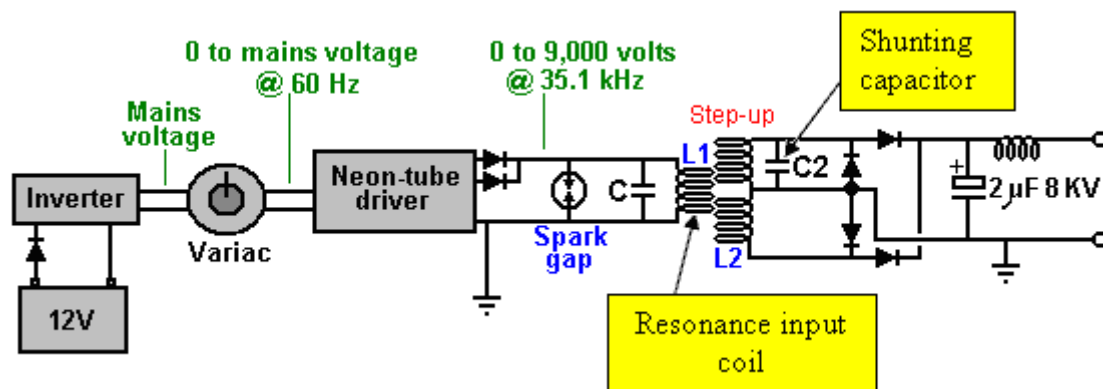 0 to mains voltage
@ 60 Hz
0 to 9,000 volts
@ 35.1 kHz
Shunting
capacitor
Mains
voltage
Step-up
L1
C2
Inverter
Neon-tube
driver
C
2 µF 8 KV
Variac
Spark
gap
L2
12V
Resonance input
coil
+